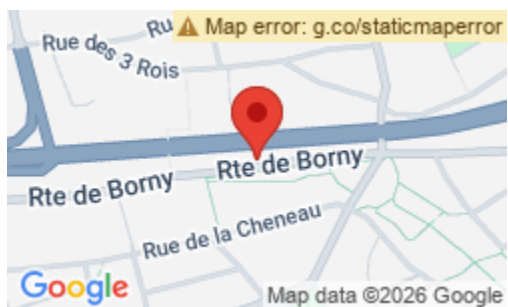 Ru
⚠ Map error: g.co/staticmaperror
Rue des 3 Rois
Rte de Borny
Rte de Borny
Rue de la Cheneau
Google
Map data ©2026 Google